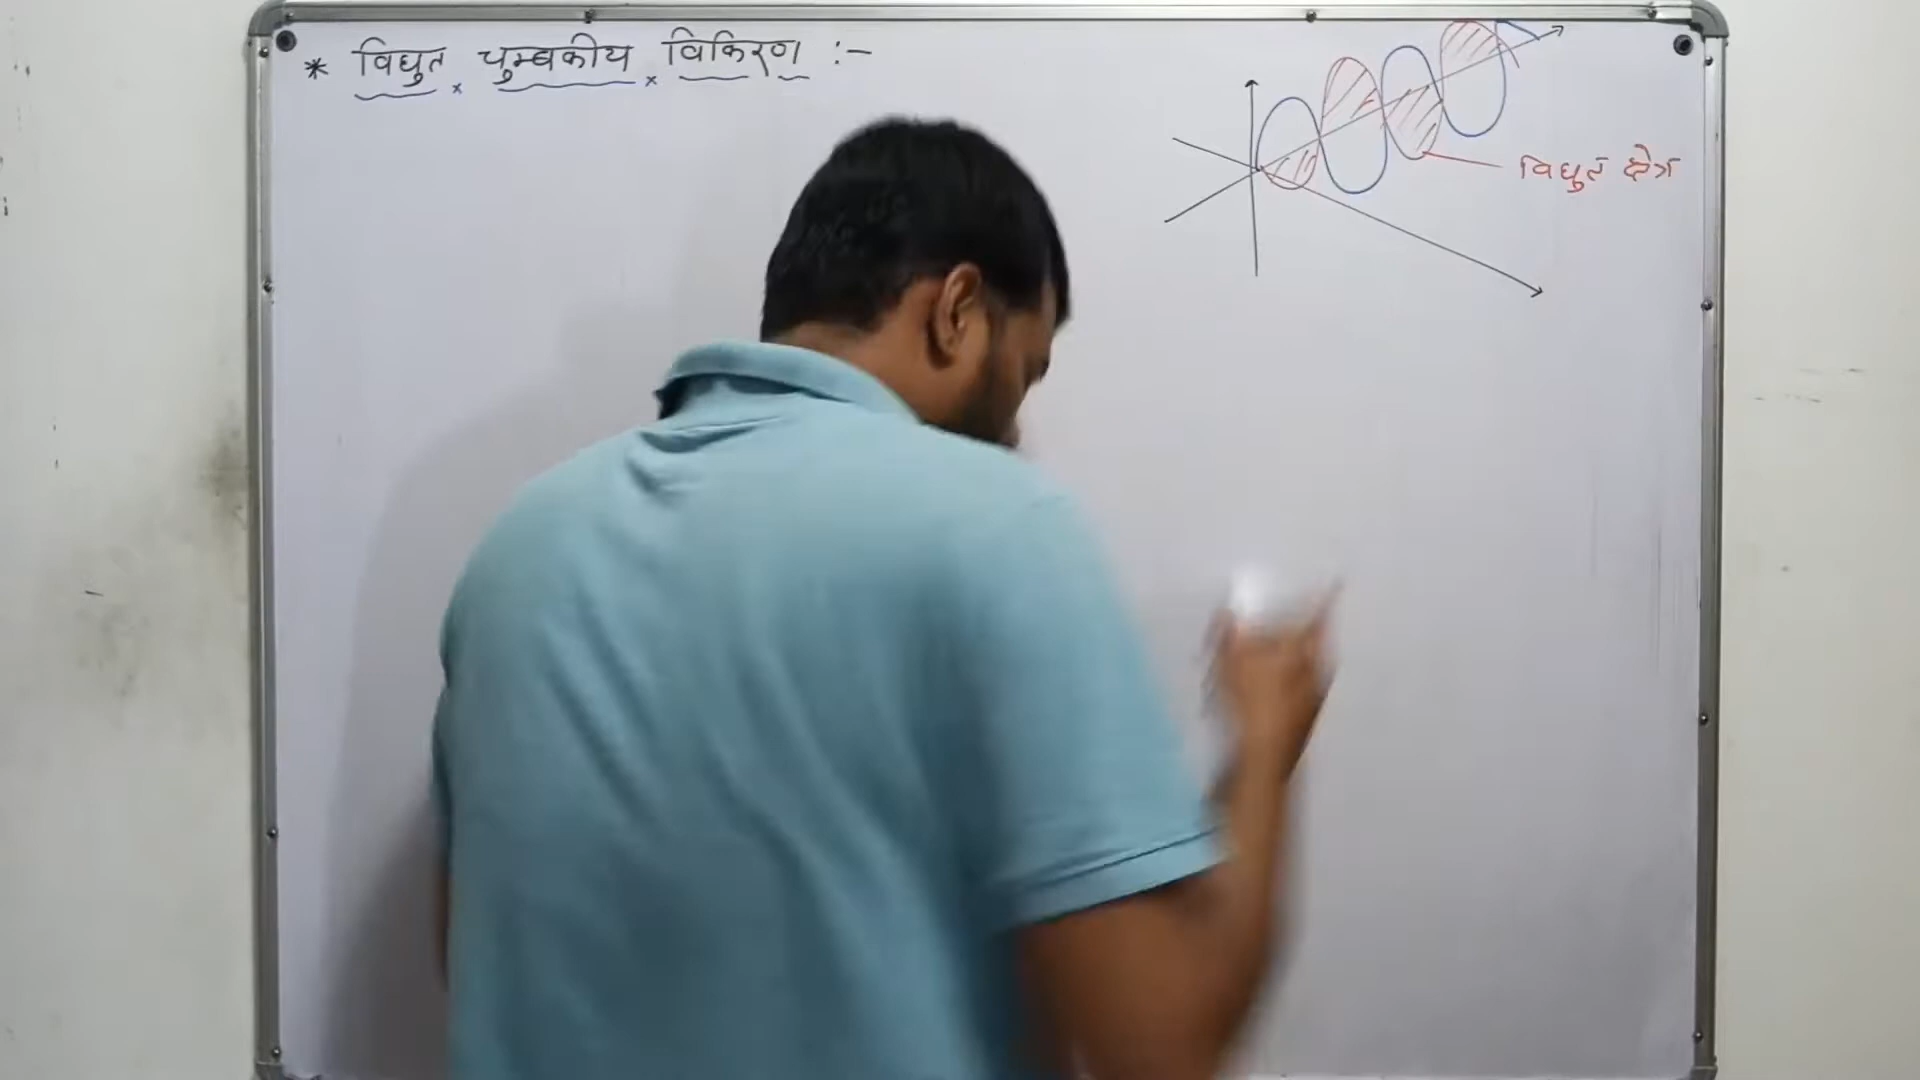 * विद्युत चुम्बकीय विकिरण :-
विद्युत क्षेत्र